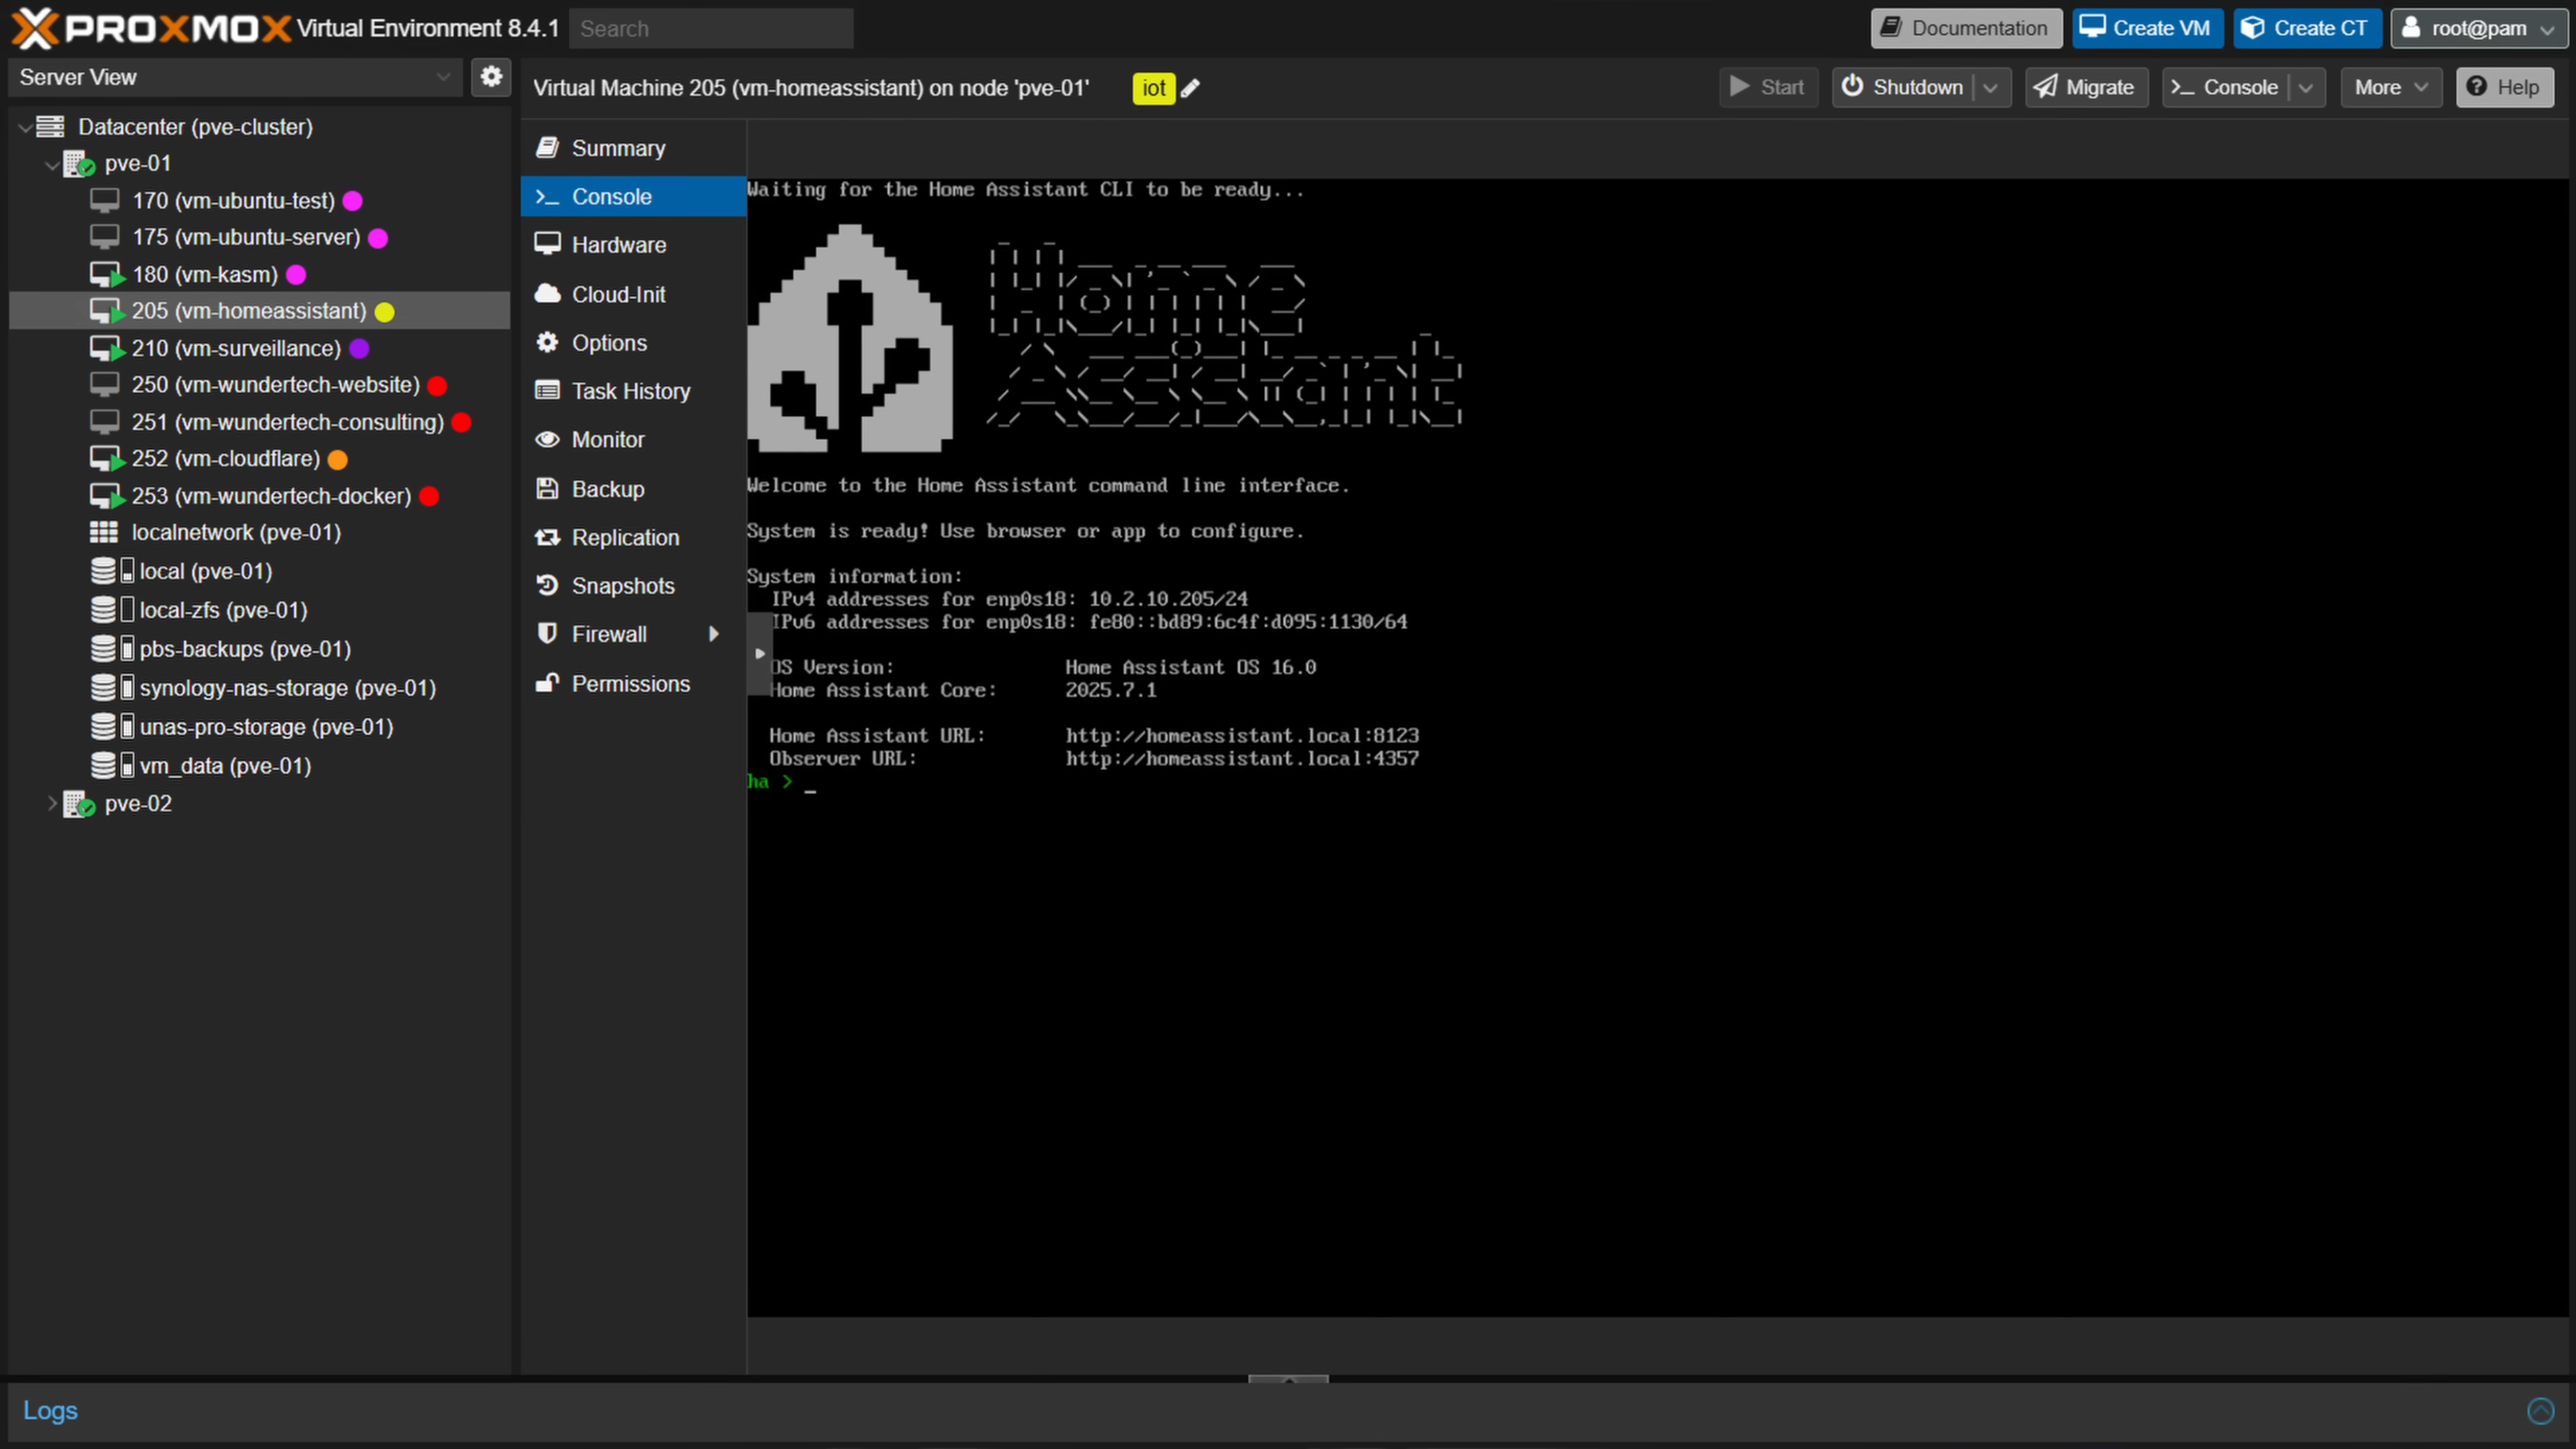 PROXMOX Virtual Environment 8.4.1
Search
Documentation
Create VM
Create CT
root@pam
Server View
Virtual Machine 205 (vm-homeassistant) on node 'pve-01'
iot
Start
Shutdown
Migrate
Console
More
Help
Datacenter (pve-cluster)
pve-01
170 (vm-ubuntu-test)
175 (vm-ubuntu-server)
180 (vm-kasm)
205 (vm-homeassistant)
210 (vm-surveillance)
250 (vm-wundertech-website)
251 (vm-wundertech-consulting)
252 (vm-cloudflare)
253 (vm-wundertech-docker)
localnetwork (pve-01)
local (pve-01)
local-zfs (pve-01)
pbs-backups (pve-01)
synology-nas-storage (pve-01)
unas-pro-storage (pve-01)
vm_data (pve-01)
pve-02
Summary
Console
Hardware
Cloud-Init
Options
Task History
Monitor
Backup
Replication
Snapshots
Firewall
Permissions
Waiting for the Home Assistant CLI to be ready...
Home
Assistant
Welcome to the Home Assistant command line interface.
System is ready! Use browser or app to configure.
System information:
IPv4 addresses for enp0s18: 10.2.10.205/24
IPv6 addresses for enp0s18: fe80::bd89:6c4f:d095:1130/64
OS Version: Home Assistant OS 16.0
Home Assistant Core: 2025.7.1
Home Assistant URL: http://homeassistant.local:8123
Observer URL: http://homeassistant.local:4357
ha > _
Logs